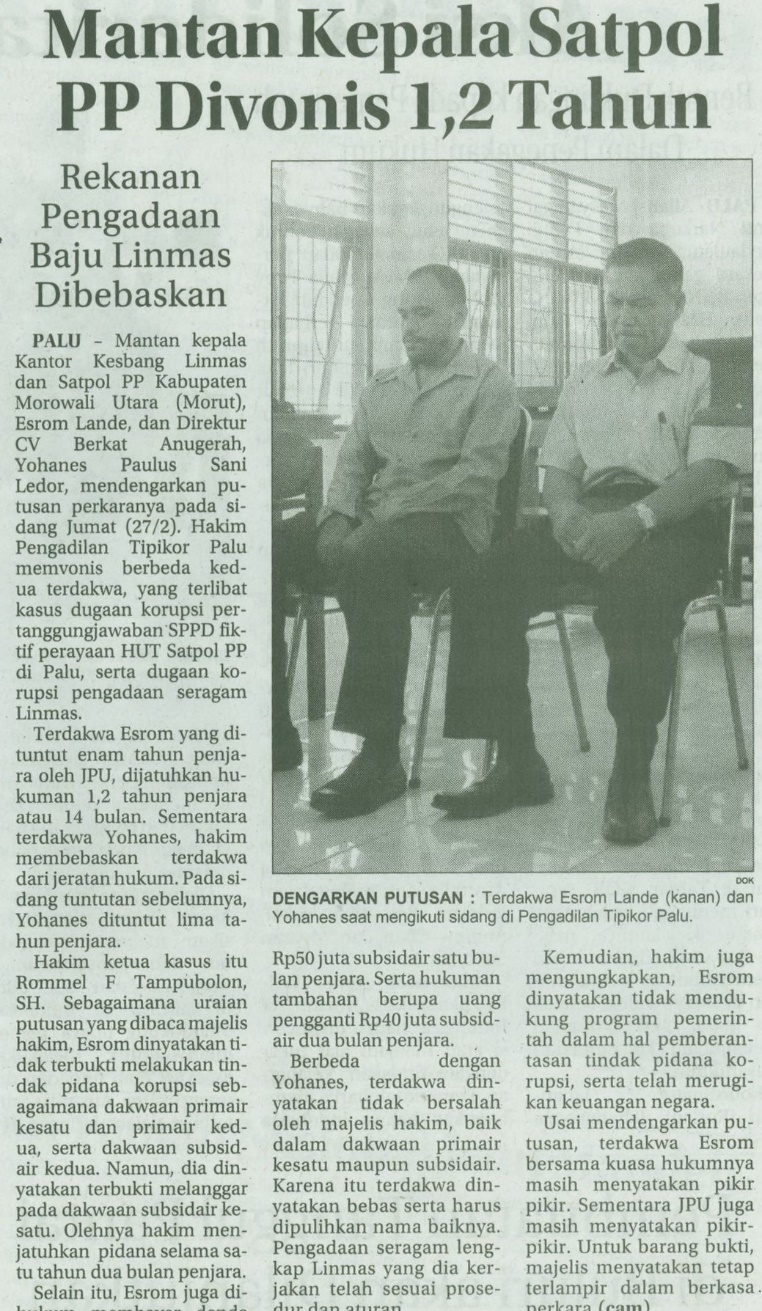 Mantan Kepala Satpol
PP Divonis 1,2 Tahun
Rekanan
Pengadaan
Baju Linmas
Dibebaskan
PALU – Mantan kepala
Kantor Kesbang Linmas
dan Satpol PP Kabupaten
Morowali Utara (Morut),
Esrom Lande, dan Direktur
CV Berkat Anugerah,
Yohanes Paulus Sani
Ledor, mendengarkan pu-
tusan perkaranya pada si-
dang Jumat (27/2). Hakim
Pengadilan Tipikor Palu
memvonis berbeda ked-
ua terdakwa, yang terlibat
kasus dugaan korupsi per-
tanggungjawaban SPPD fik-
tif perayaan HUT Satpol PP
di Palu, serta dugaan ko-
rupsi pengadaan seragam
Linmas.
Terdakwa Esrom yang di-
tuntut enam tahun penja-
ra oleh JPU, dijatuhkan hu-
kuman 1,2 tahun penjara
atau 14 bulan. Sementara
terdakwa Yohanes, hakim
membebaskan terdakwa
dari jeratan hukum. Pada si-
dang tuntutan sebelumnya,
Yohanes dituntut lima ta-
hun penjara.
Hakim ketua kasus itu
Rommel F Tampubolon,
SH. Sebagaimana uraian
putusan yang dibaca majelis
hakim, Esrom dinyatakan ti-
dak terbukti melakukan tin-
dak pidana korupsi seb-
agaimana dakwaan primair
kesatu dan primair ked-
ua, serta dakwaan subsid-
air kedua. Namun, dia din-
yatakan terbukti melanggar
pada dakwaan subsidair ke-
satu. Olehnya hakim men-
jatuhkan pidana selama sa-
tu tahun dua bulan penjara.
Selain itu, Esrom juga di-
hukum membayar denda
DOK
DENGARKAN PUTUSAN : Terdakwa Esrom Lande (kanan) dan
Yohanes saat mengikuti sidang di Pengadilan Tipikor Palu.
Rp50 juta subsidair satu bu-
lan penjara. Serta hukuman
tambahan berupa uang
pengganti Rp40 juta subsid-
air dua bulan penjara.
Berbeda dengan
Yohanes, terdakwa din-
yatakan tidak bersalah
oleh majelis hakim, baik
dalam dakwaan primair
kesatu maupun subsidair.
Karena itu terdakwa din-
yatakan bebas serta harus
dipulihkan nama baiknya.
Pengadaan seragam leng-
kap Linmas yang dia ker-
jakan telah sesuai prose-
dur dan aturan.
Kemudian, hakim juga
mengungkapkan, Esrom
dinyatakan tidak mendu-
kung program pemerin-
tah dalam hal pemberan-
tasan tindak pidana ko-
rupsi, serta telah merugi-
kan keuangan negara.
Usai mendengarkan pu-
tusan, terdakwa Esrom
bersama kuasa hukumnya
masih menyatakan pikir
pikir. Sementara JPU juga
masih menyatakan pikir-
pikir. Untuk barang bukti,
majelis menyatakan tetap
terlampir dalam berkasa
perkara.(cam)